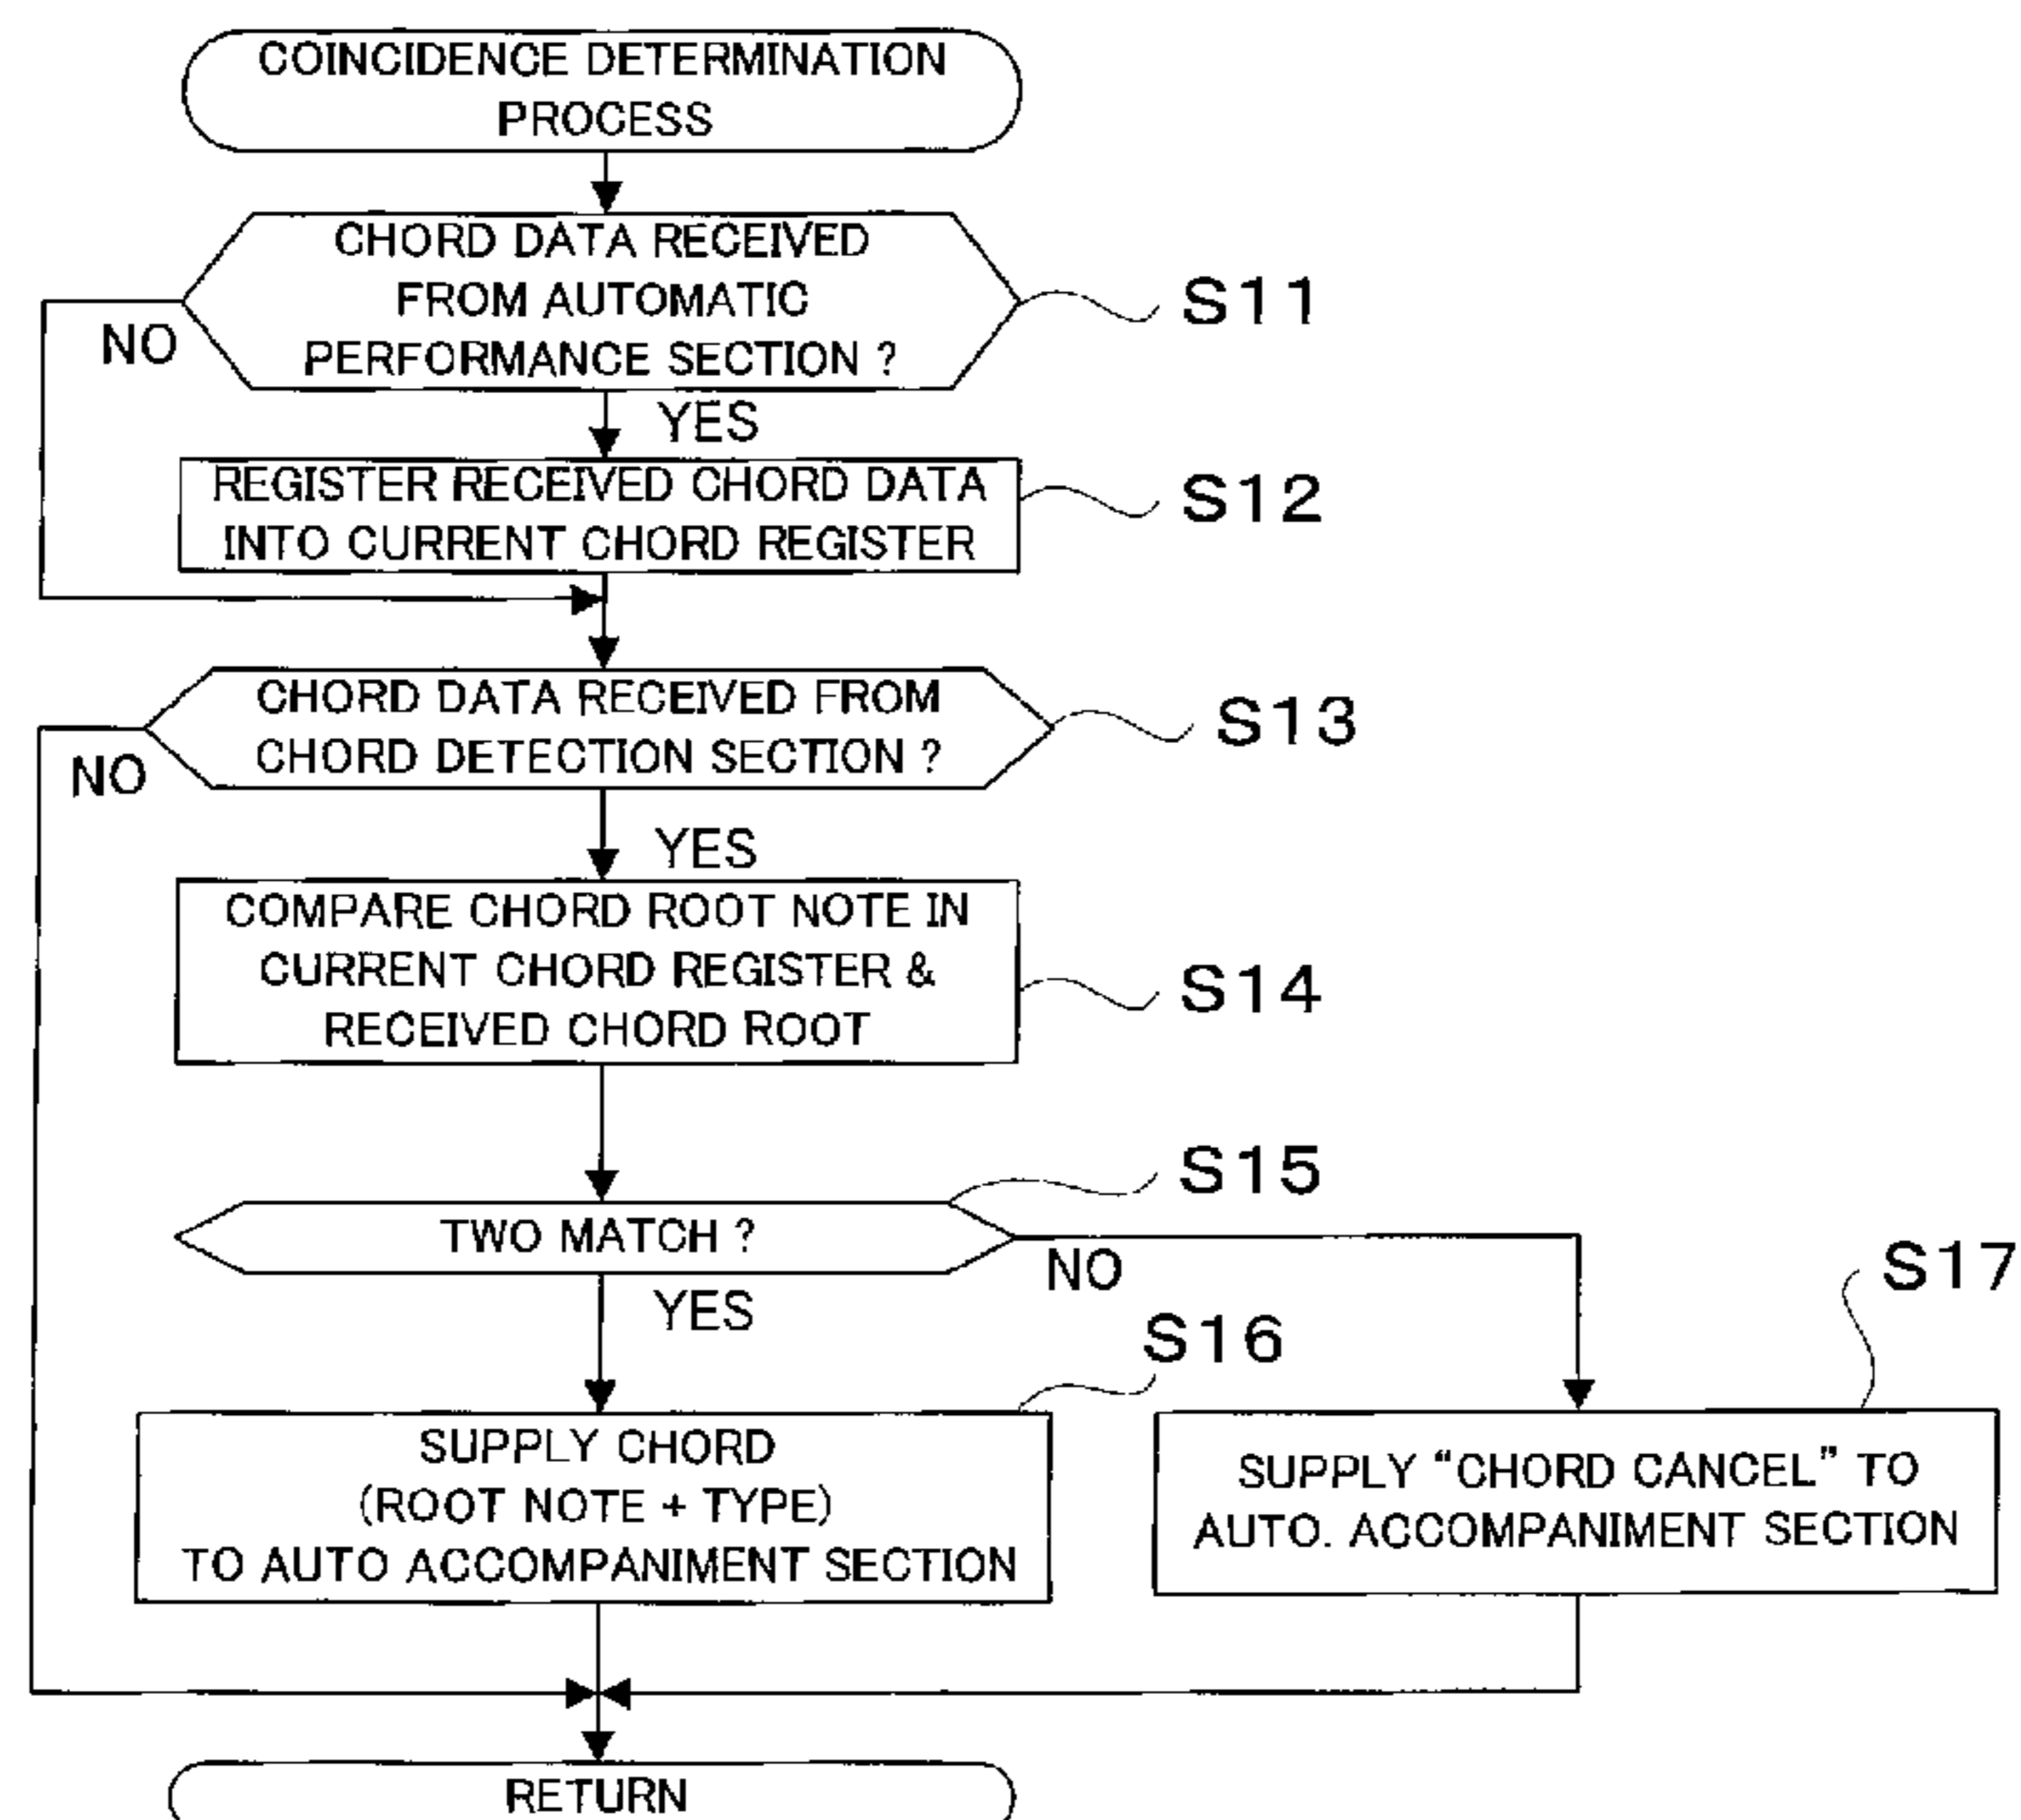 COINCIDENCE DETERMINATION
PROCESS
CHORD DATA RECEIVED
FROM AUTOMATIC
PERFORMANCE SECTION ?
S11
NO
YES
REGISTER RECEIVED CHORD DATA
INTO CURRENT CHORD REGISTER
S12
CHORD DATA RECEIVED FROM
CHORD DETECTION SECTION ?
S13
NO
YES
COMPARE CHORD ROOT NOTE IN
CURRENT CHORD REGISTER &
RECEIVED CHORD ROOT
S14
S15
TWO MATCH ?
NO
YES
S17
S16
SUPPLY CHORD
(ROOT NOTE + TYPE)
TO AUTO ACCOMPANIMENT SECTION
SUPPLY “CHORD CANCEL” TO
AUTO. ACCOMPANIMENT SECTION
RETURN